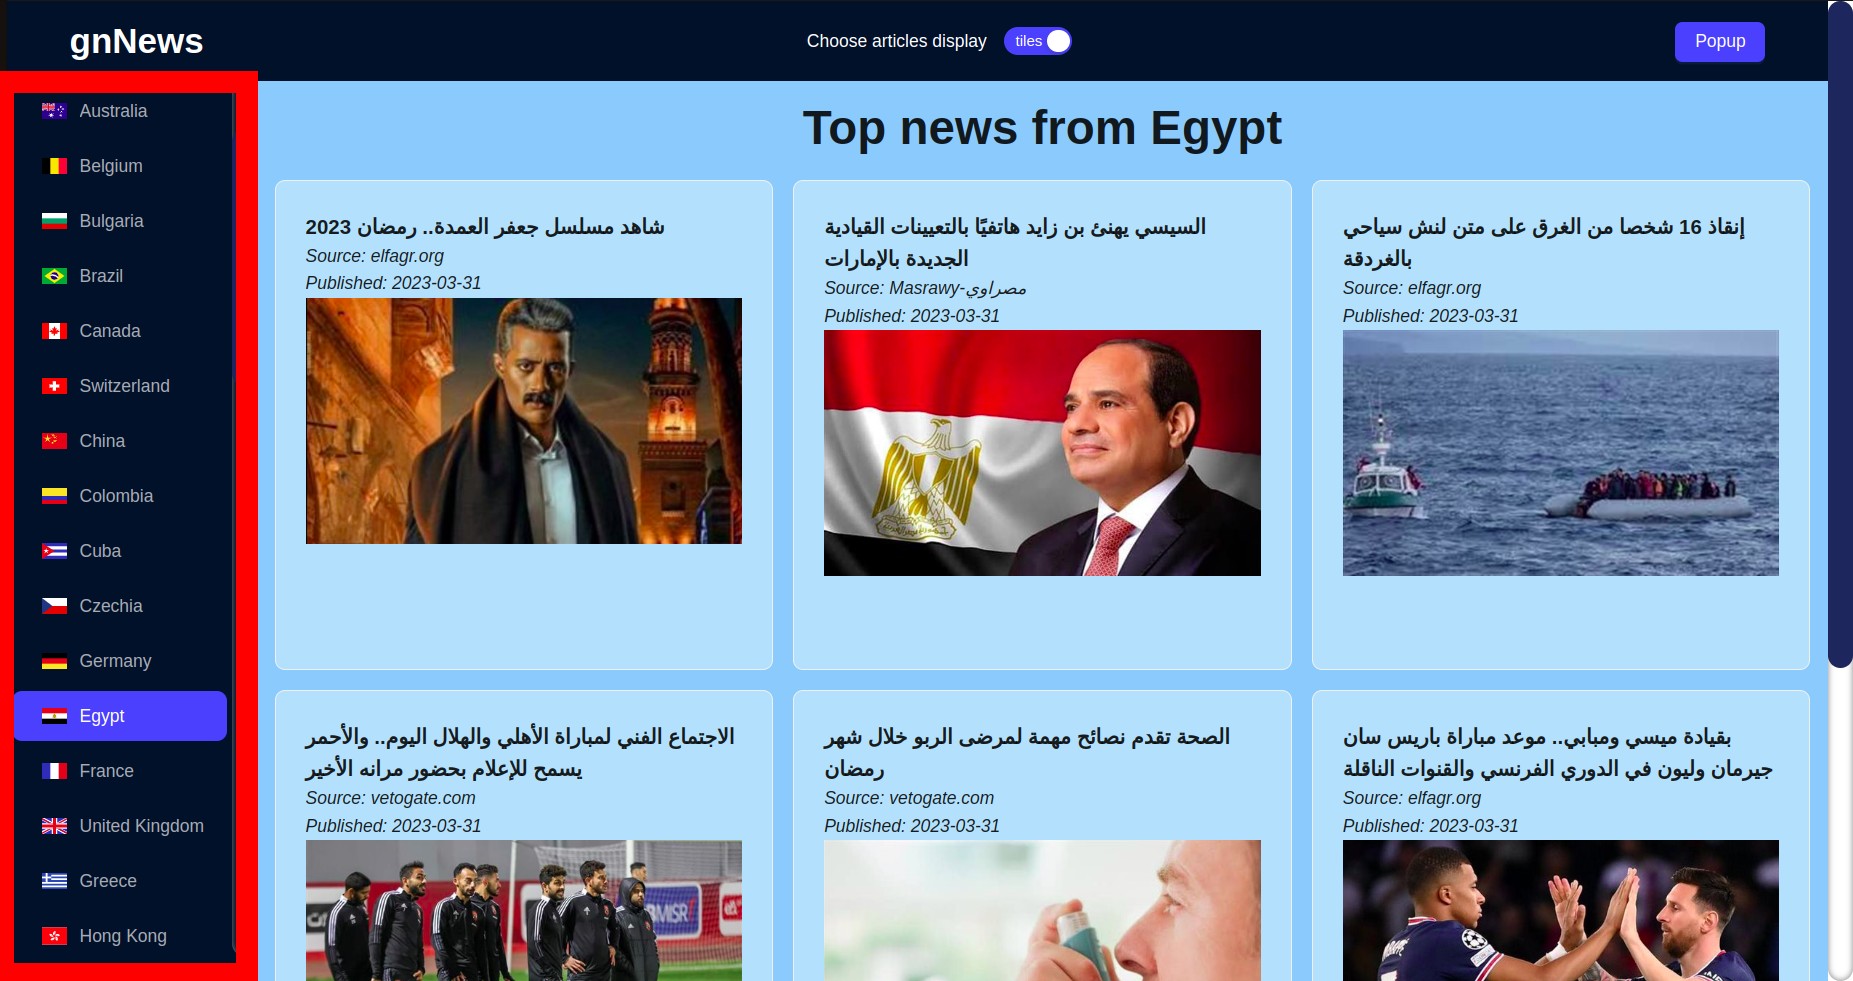 gnNews
Choose articles display
tiles
Popup
Australia
Belgium
Bulgaria
Brazil
Canada
Switzerland
China
Colombia
Cuba
Czechia
Germany
Egypt
France
United Kingdom
Greece
Hong Kong
Top news from Egypt
شاهد مسلسل جعفر العمدة.. رمضان 2023
Source: elfagr.org
Published: 2023-03-31
السيسي يهنئ بن زايد هاتفيًا بالتعيينات القيادية
الجديدة بالإمارات
Source: Masrawy-مصراوي
Published: 2023-03-31
إنقاذ 16 شخصا من الغرق على متن لنش سياحي
بالغردقة
Source: elfagr.org
Published: 2023-03-31
الاجتماع الفني لمباراة الأهلي والهلال اليوم.. والأحمر
يسمح للإعلام بحضور مرانه الأخير
Source: vetogate.com
Published: 2023-03-31
MISR
الصحة تقدم نصائح مهمة لمرضى الربو خلال شهر
رمضان
Source: vetogate.com
Published: 2023-03-31
بقيادة ميسي ومبابي.. موعد مباراة باريس سان
جيرمان وليون في الدوري الفرنسي والقنوات الناقلة
Source: elfagr.org
Published: 2023-03-31